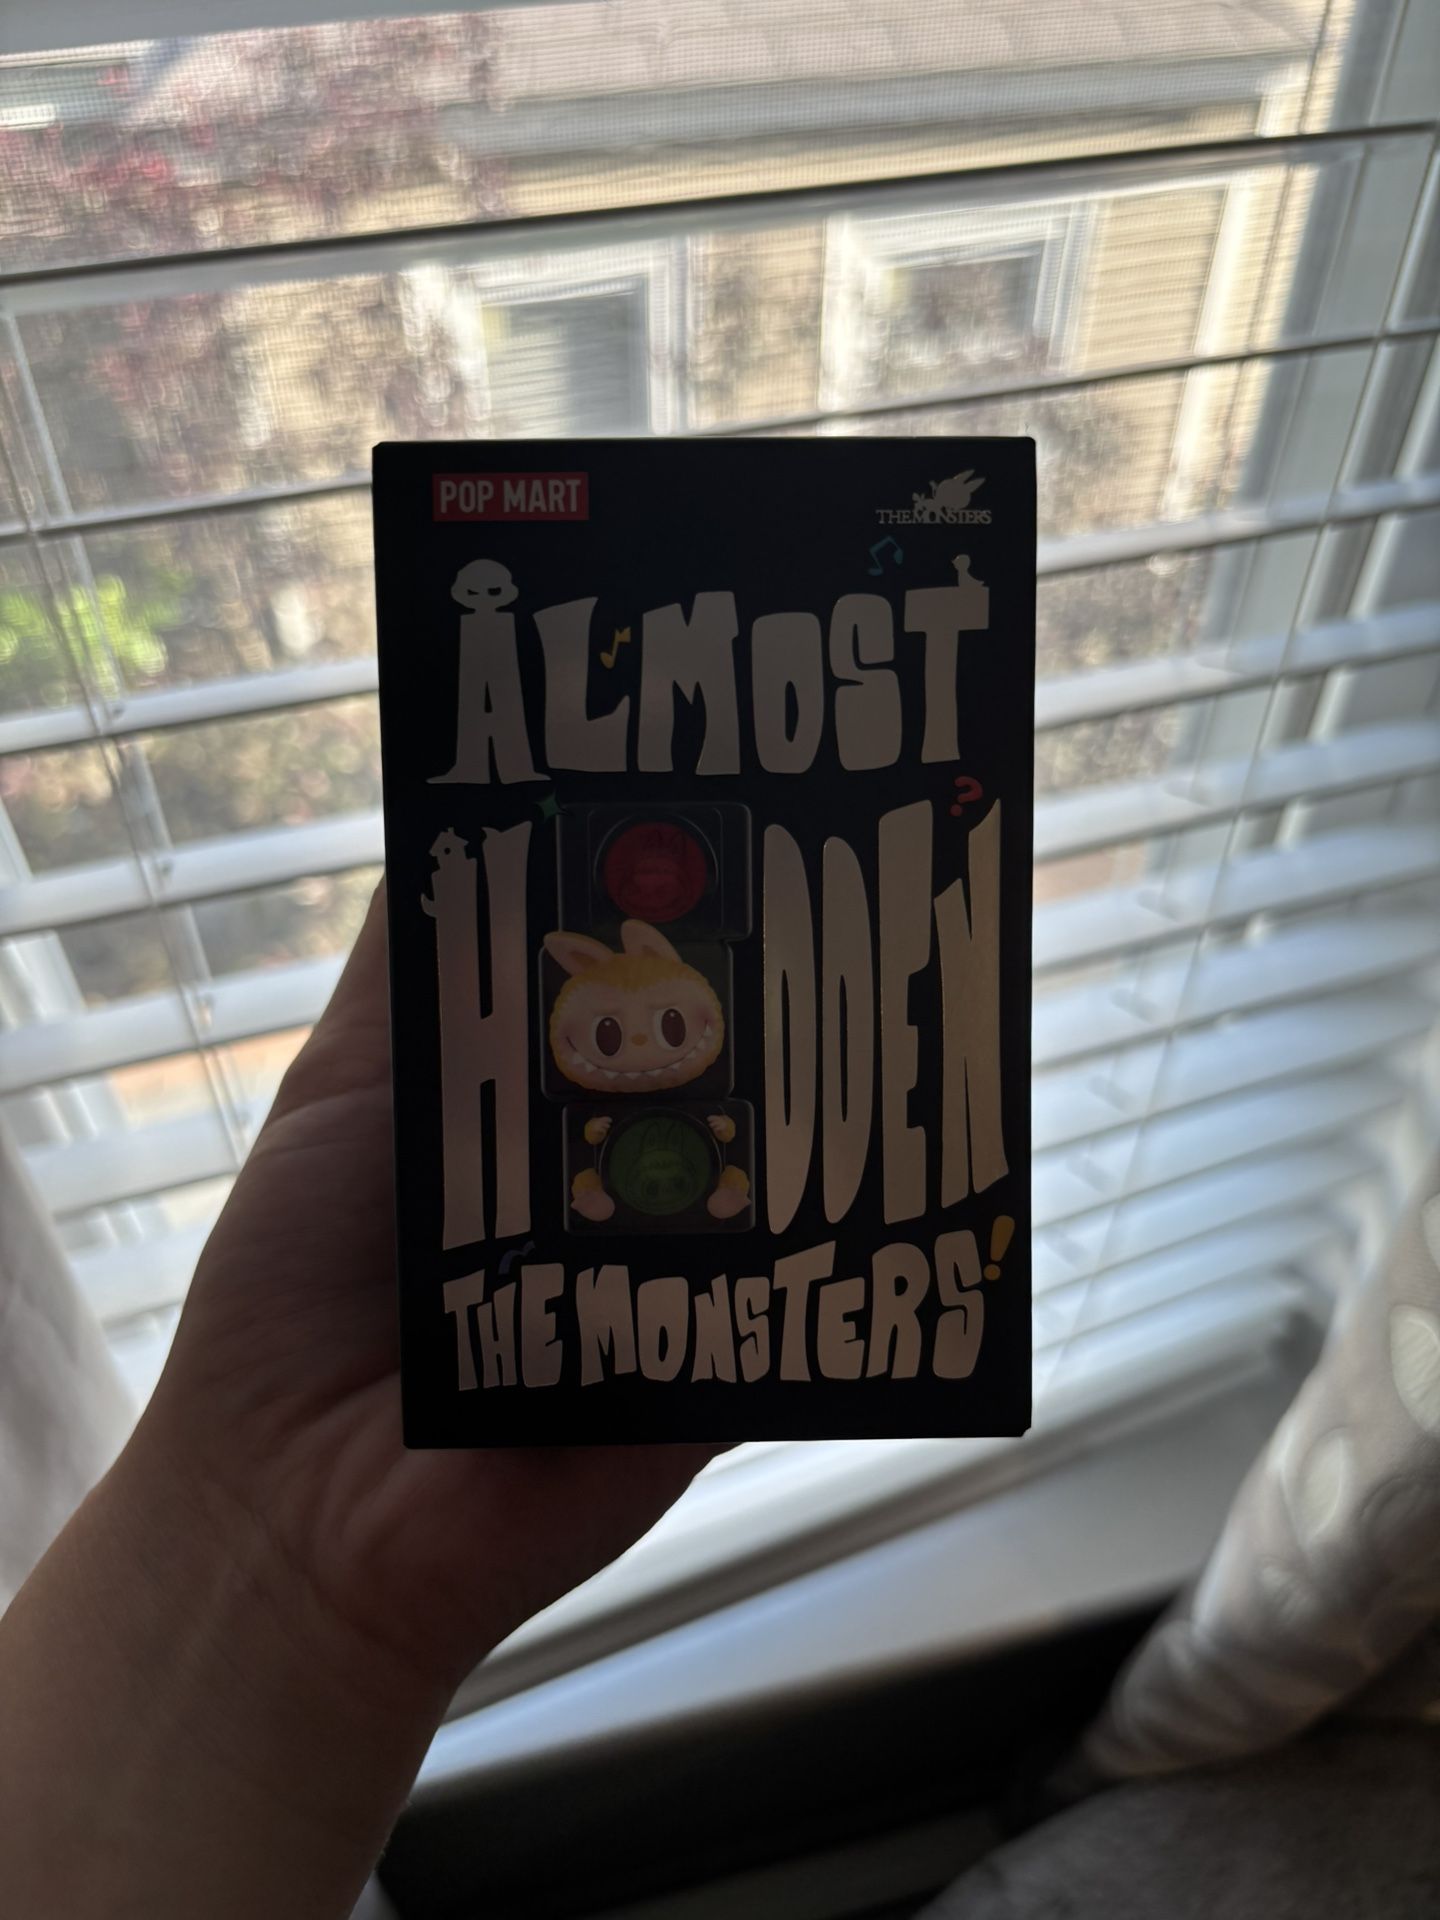 POP MART
THE MONSTERS
ALMOST
HIDDEN
THE MONSTERS!
?